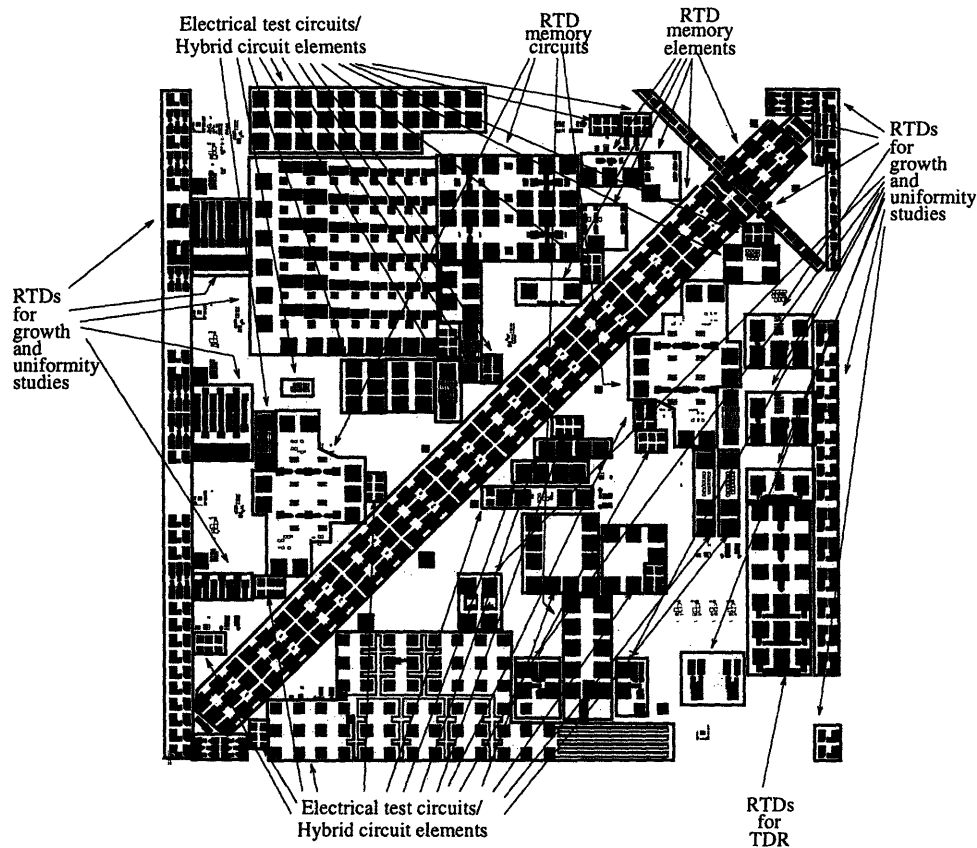 Electrical test circuits/
Hybrid circuit elements
RTD
memory
circuits
RTD
memory
elements
RTDs
for
growth
and
uniformity
studies
RTDs
for
growth
and
uniformity
studies
Electrical test circuits/
Hybrid circuit elements
RTDs
for
TDR